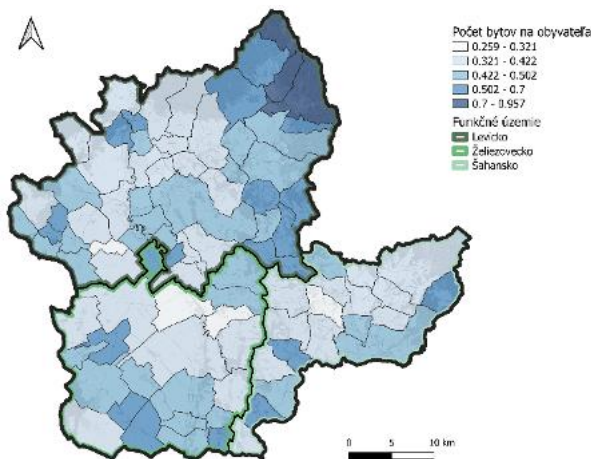 Počet bytov na obyvateľa
0.259 - 0.321
0.321 - 0.422
0.422 - 0.502
0.502 - 0.7
0.7 - 0.957
Funkčné územie
Levicko
Želiezovecko
Šahansko
0 5 10 km